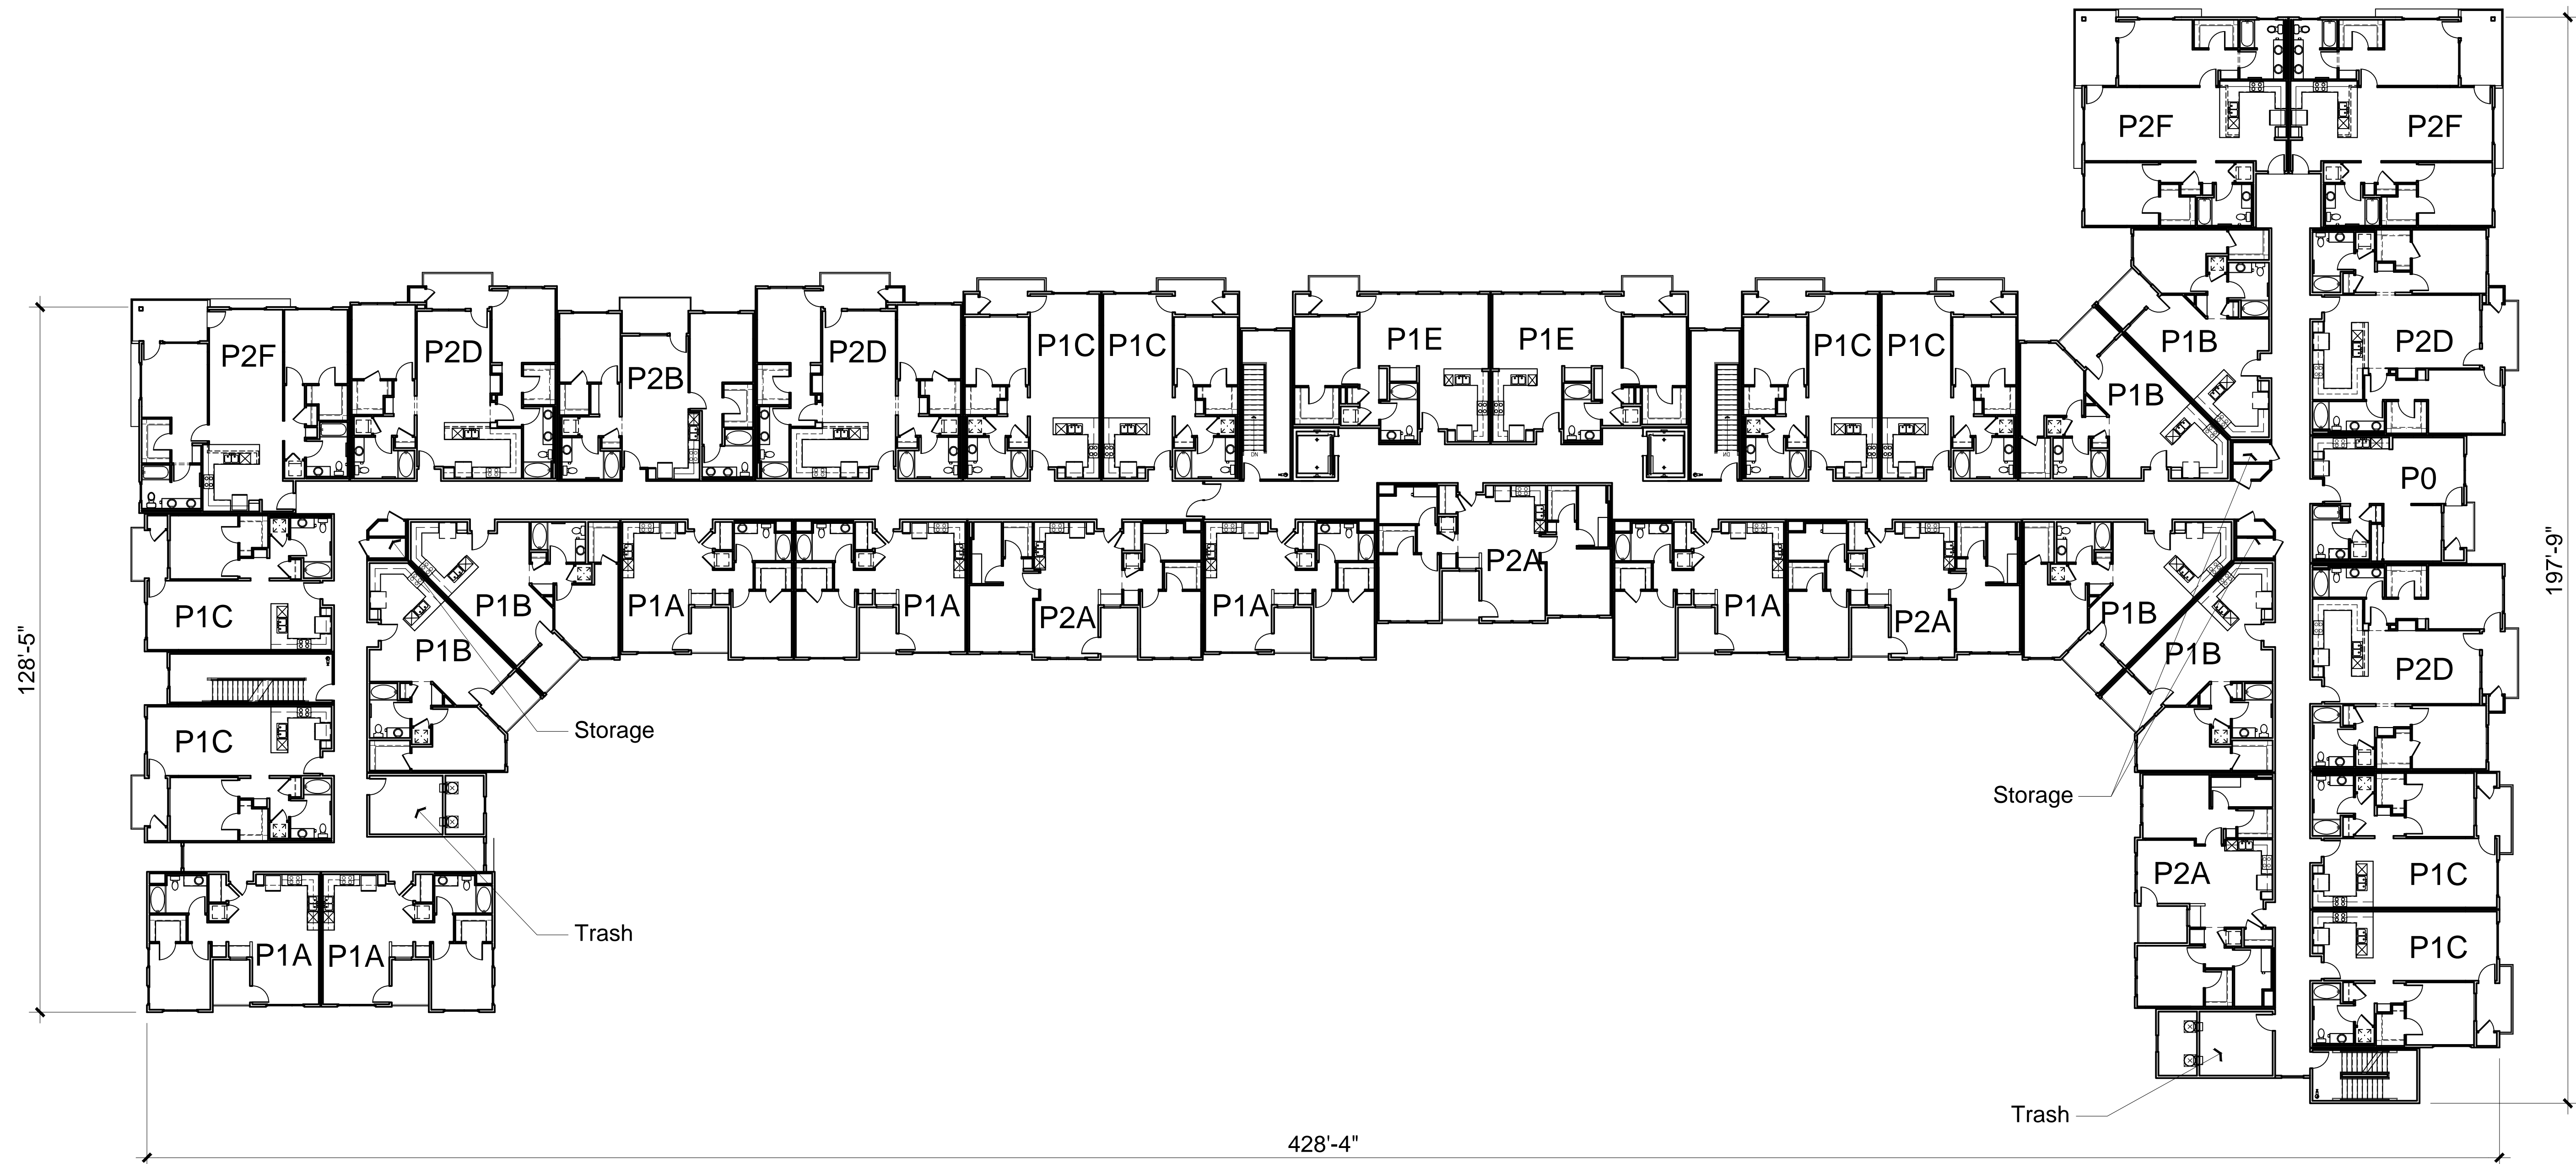 P2F
P2F
P2F
P2D
P2B
P2D
P1C
P1C
P1E
P1E
P1C
P1C
P1B
P1B
P2D
P0
P1C
P1B
P1B
P1A
P1A
P2A
P1A
P2A
P1A
P2A
P1B
P1B
P2D
P1C
Storage
Storage
P2A
P1C
P1C
Trash
P1A
P1A
Trash
128'-5"
197'-9"
428'-4"